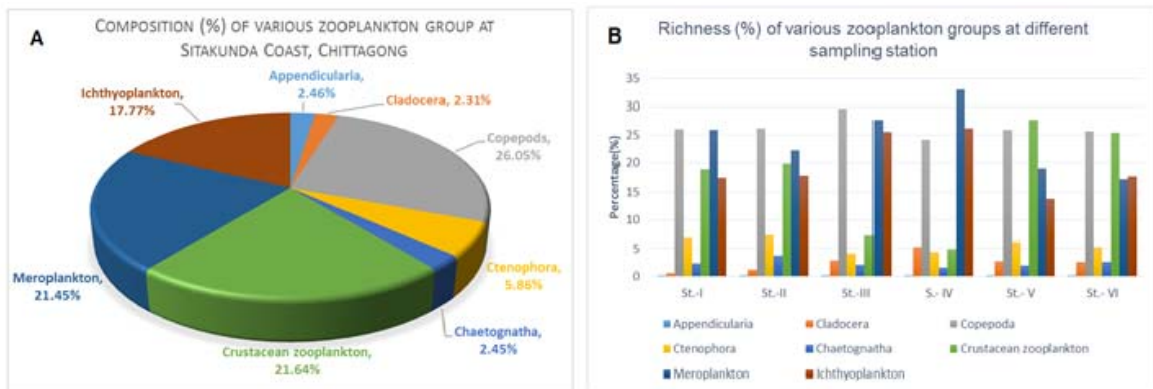 A
COMPOSITION (%) OF VARIOUS ZOOPLANKTON GROUP AT
SITAKUNDA COAST, CHITTAGONG
Appendicularia,
2.46%
Cladocera, 2.31%
Copepods,
26.05%
Ctenophora,
5.86%
Chaetognatha,
2.45%
Crustacean zooplankton,
21.64%
Meroplankton,
21.45%
Ichthyoplankton,
17.77%
B
Richness (%) of various zooplankton groups at different
sampling station
Percentage(%)
35
30
25
20
15
10
5
0
St.-I St.-II St.-III S.- IV St.- V St.- VI
Appendicularia Cladocera Copepoda
Ctenophora Chaetognatha Crustacean zooplankton
Meroplankton Ichthyoplankton